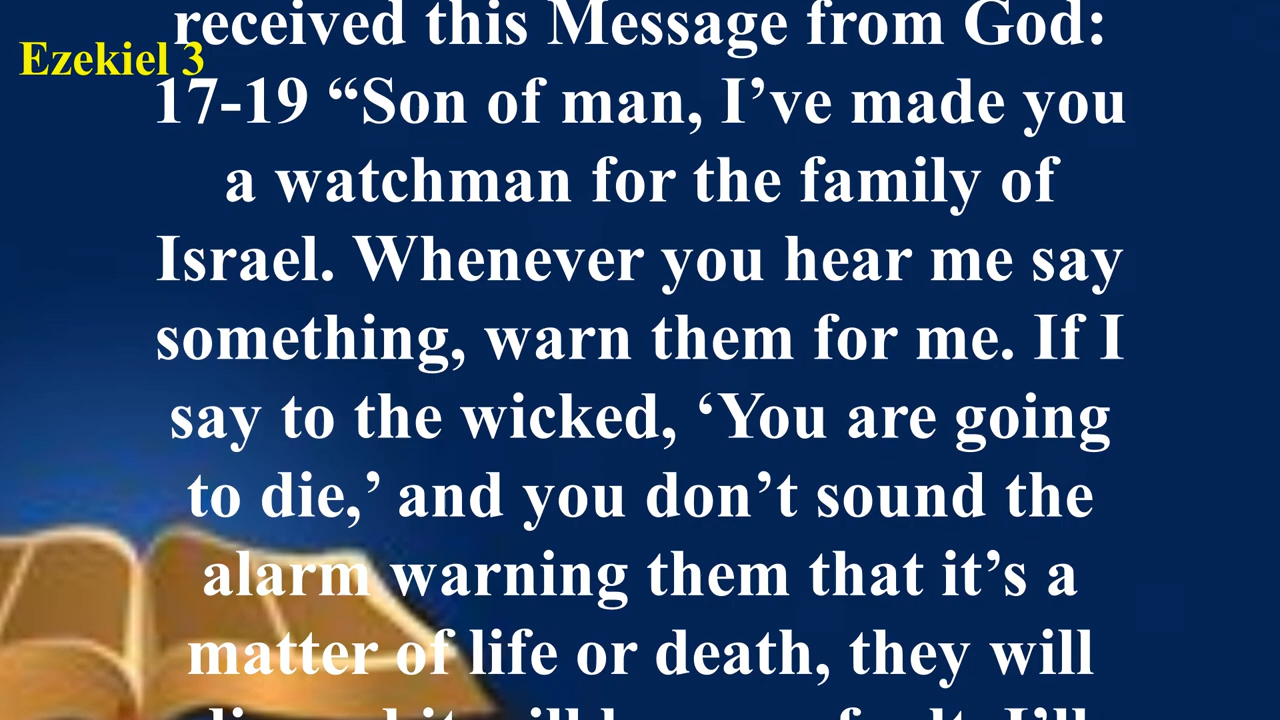 received this Message from God:
Ezekiel 3
17-19 “Son of man, I’ve made you
a watchman for the family of
Israel. Whenever you hear me say
something, warn them for me. If I
say to the wicked, ‘You are going
to die,’ and you don’t sound the
alarm warning them that it’s a
matter of life or death, they will